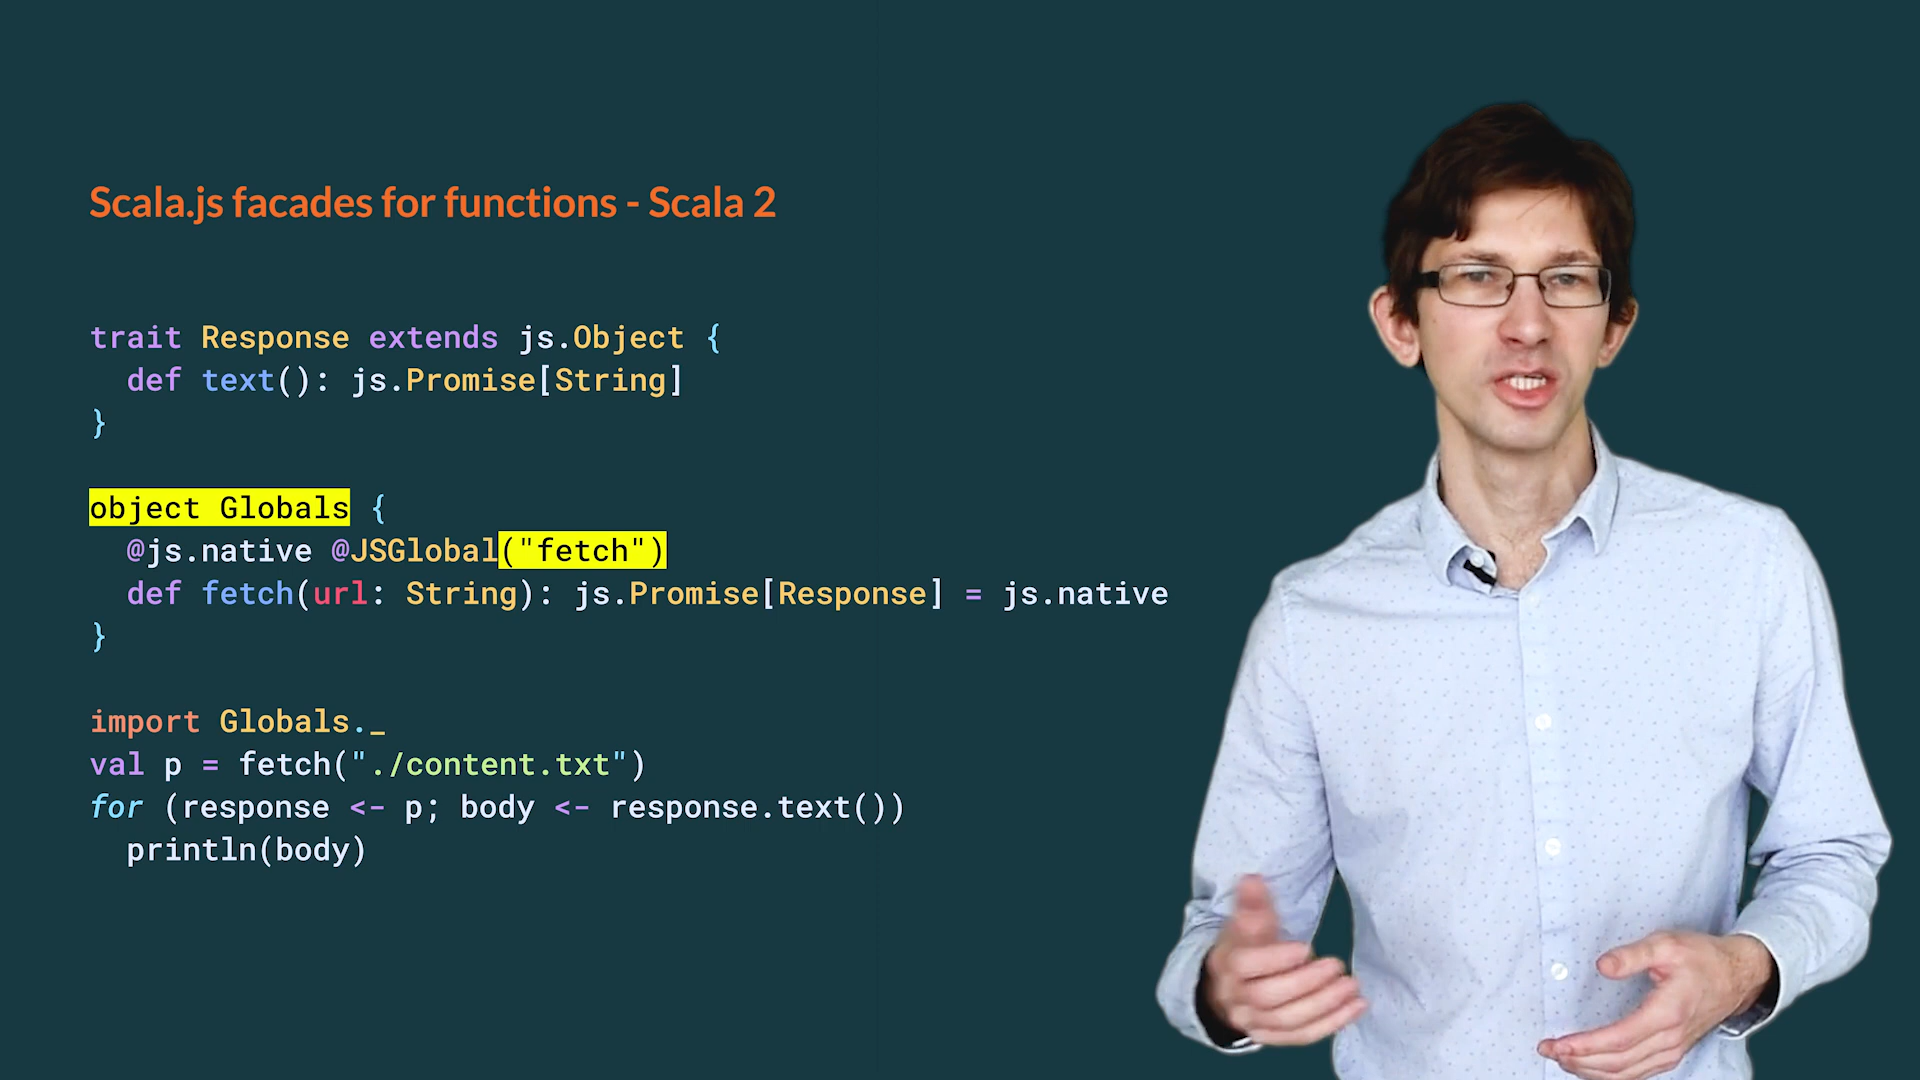 Scala.js facades for functions - Scala 2
trait Response extends js.Object {
  def text(): js.Promise[String]
}
object Globals {
  @js.native @JSGlobal("fetch")
  def fetch(url: String): js.Promise[Response] = js.native
}
import Globals._
val p = fetch("./content.txt")
for (response <- p; body <- response.text())
  println(body)